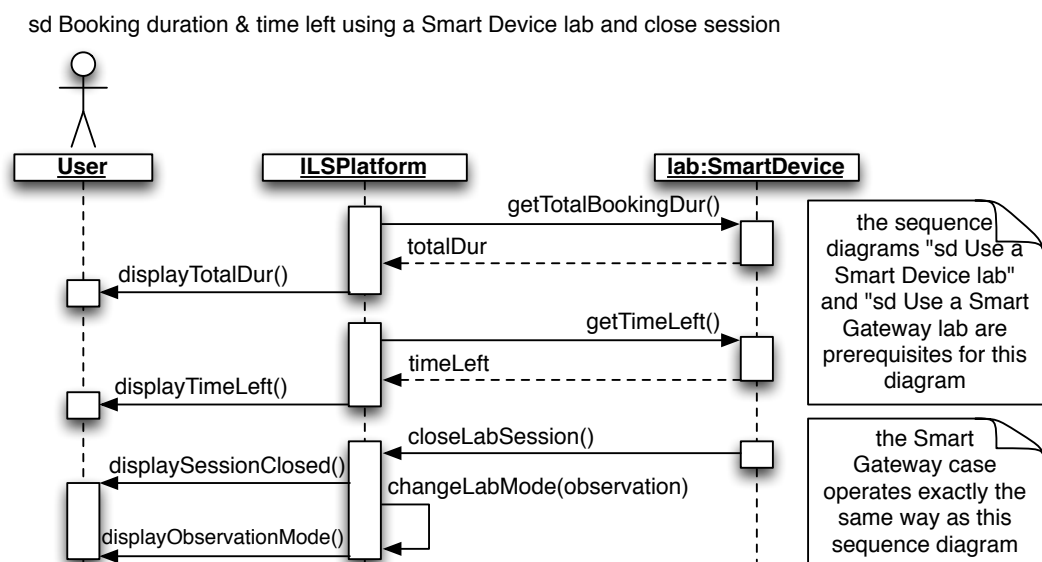 sd Booking duration & time left using a Smart Device lab and close session
User
ILSPlatform
lab:SmartDevice
getTotalBookingDur()
totalDur
displayTotalDur()
getTimeLeft()
timeLeft
displayTimeLeft()
closeLabSession()
displaySessionClosed()
changeLabMode(observation)
displayObservationMode()
the sequence
diagrams "sd Use a
Smart Device lab"
and "sd Use a Smart
Gateway lab are
prerequisites for this
diagram
the Smart
Gateway case
operates exactly the
same way as this
sequence diagram